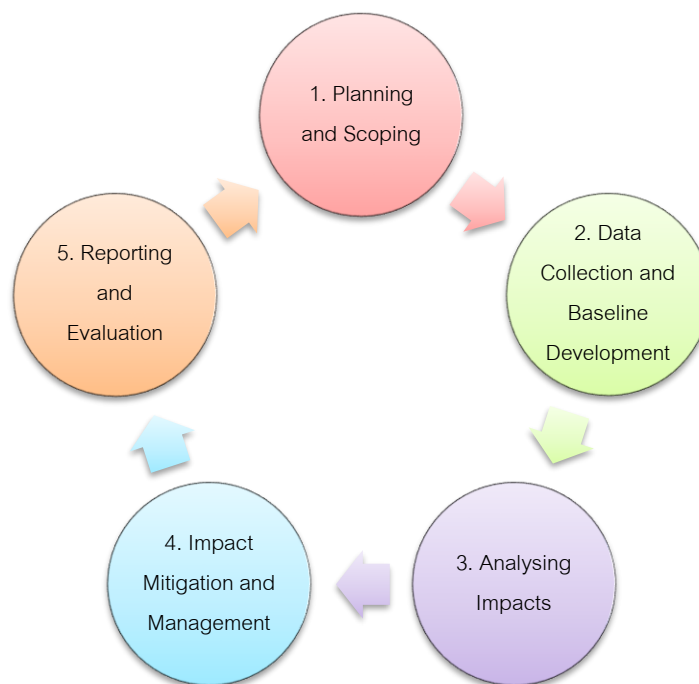 1. Planning
and Scoping
2. Data
Collection and
Baseline
Development
3. Analysing
Impacts
4. Impact
Mitigation and
Management
5. Reporting
and
Evaluation